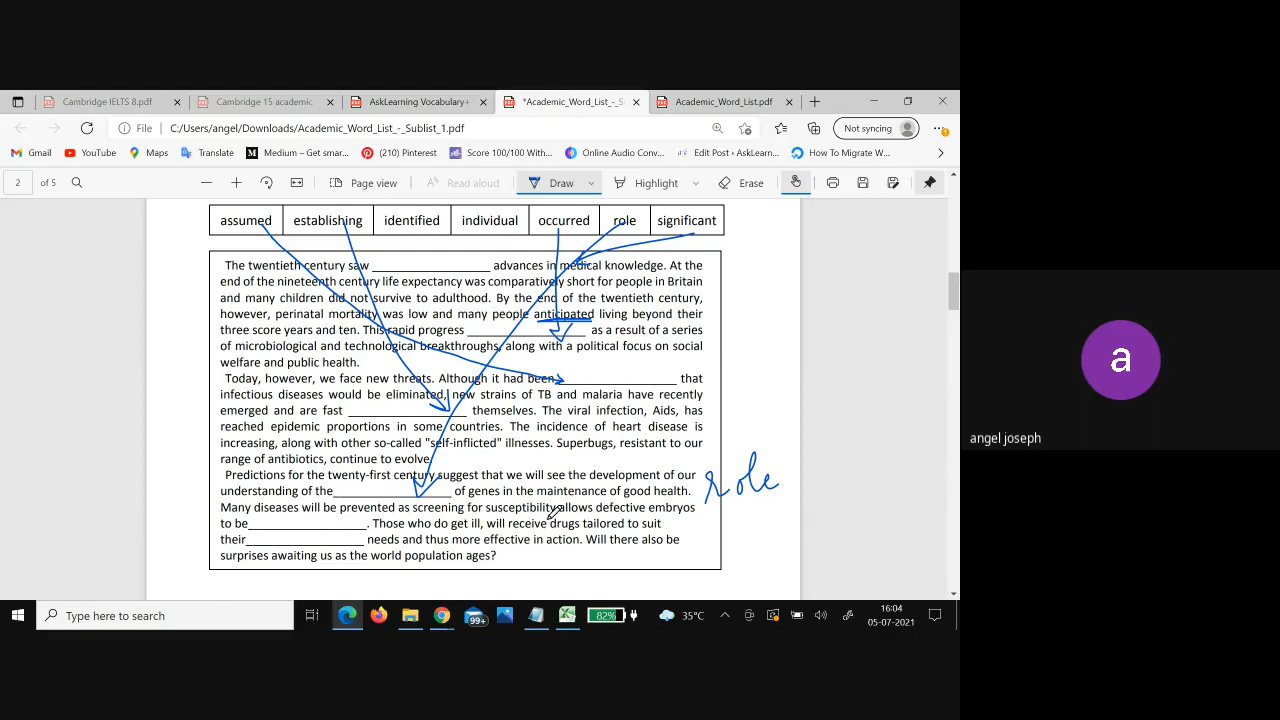 Cambridge IELTS 8.pdf
Cambridge 15 academic
AskLearning Vocabulary+
*Academic_Word_List_-_Su
Academic_Word_List.pdf
File C:/Users/angel/Downloads/Academic_Word_List_-_Sublist_1.pdf Not syncing
Gmail YouTube Maps Translate Medium – Get smar... (210) Pinterest Score 100/100 With... Online Audio Conv... Edit Post ‹ AskLearn... How To Migrate W...
2 of 5 Page view Read aloud Draw Highlight Erase
assumed establishing identified individual occurred role significant
The twentieth century saw __________________ advances in medical knowledge. At the
end of the nineteenth century life expectancy was comparatively short for people in Britain
and many children did not survive to adulthood. By the end of the twentieth century,
however, perinatal mortality was low and many people anticipated living beyond their
three score years and ten. This rapid progress __________________ as a result of a series
of microbiological and technological breakthroughs, along with a political focus on social
welfare and public health.
Today, however, we face new threats. Although it had been __________________ that
infectious diseases would be eliminated, new strains of TB and malaria have recently
emerged and are fast __________________ themselves. The viral infection, Aids, has
reached epidemic proportions in some countries. The incidence of heart disease is
increasing, along with other so-called "self-inflicted" illnesses. Superbugs, resistant to our
range of antibiotics, continue to evolve.
Predictions for the twenty-first century suggest that we will see the development of our
understanding of the__________________ of genes in the maintenance of good health.
Many diseases will be prevented as screening for susceptibility allows defective embryos
to be__________________. Those who do get ill, will receive drugs tailored to suit
their__________________ needs and thus more effective in action. Will there also be
surprises awaiting us as the world population ages?
role
a
angel joseph
Type here to search 99+ 82% 35°C 16:04
05-07-2021